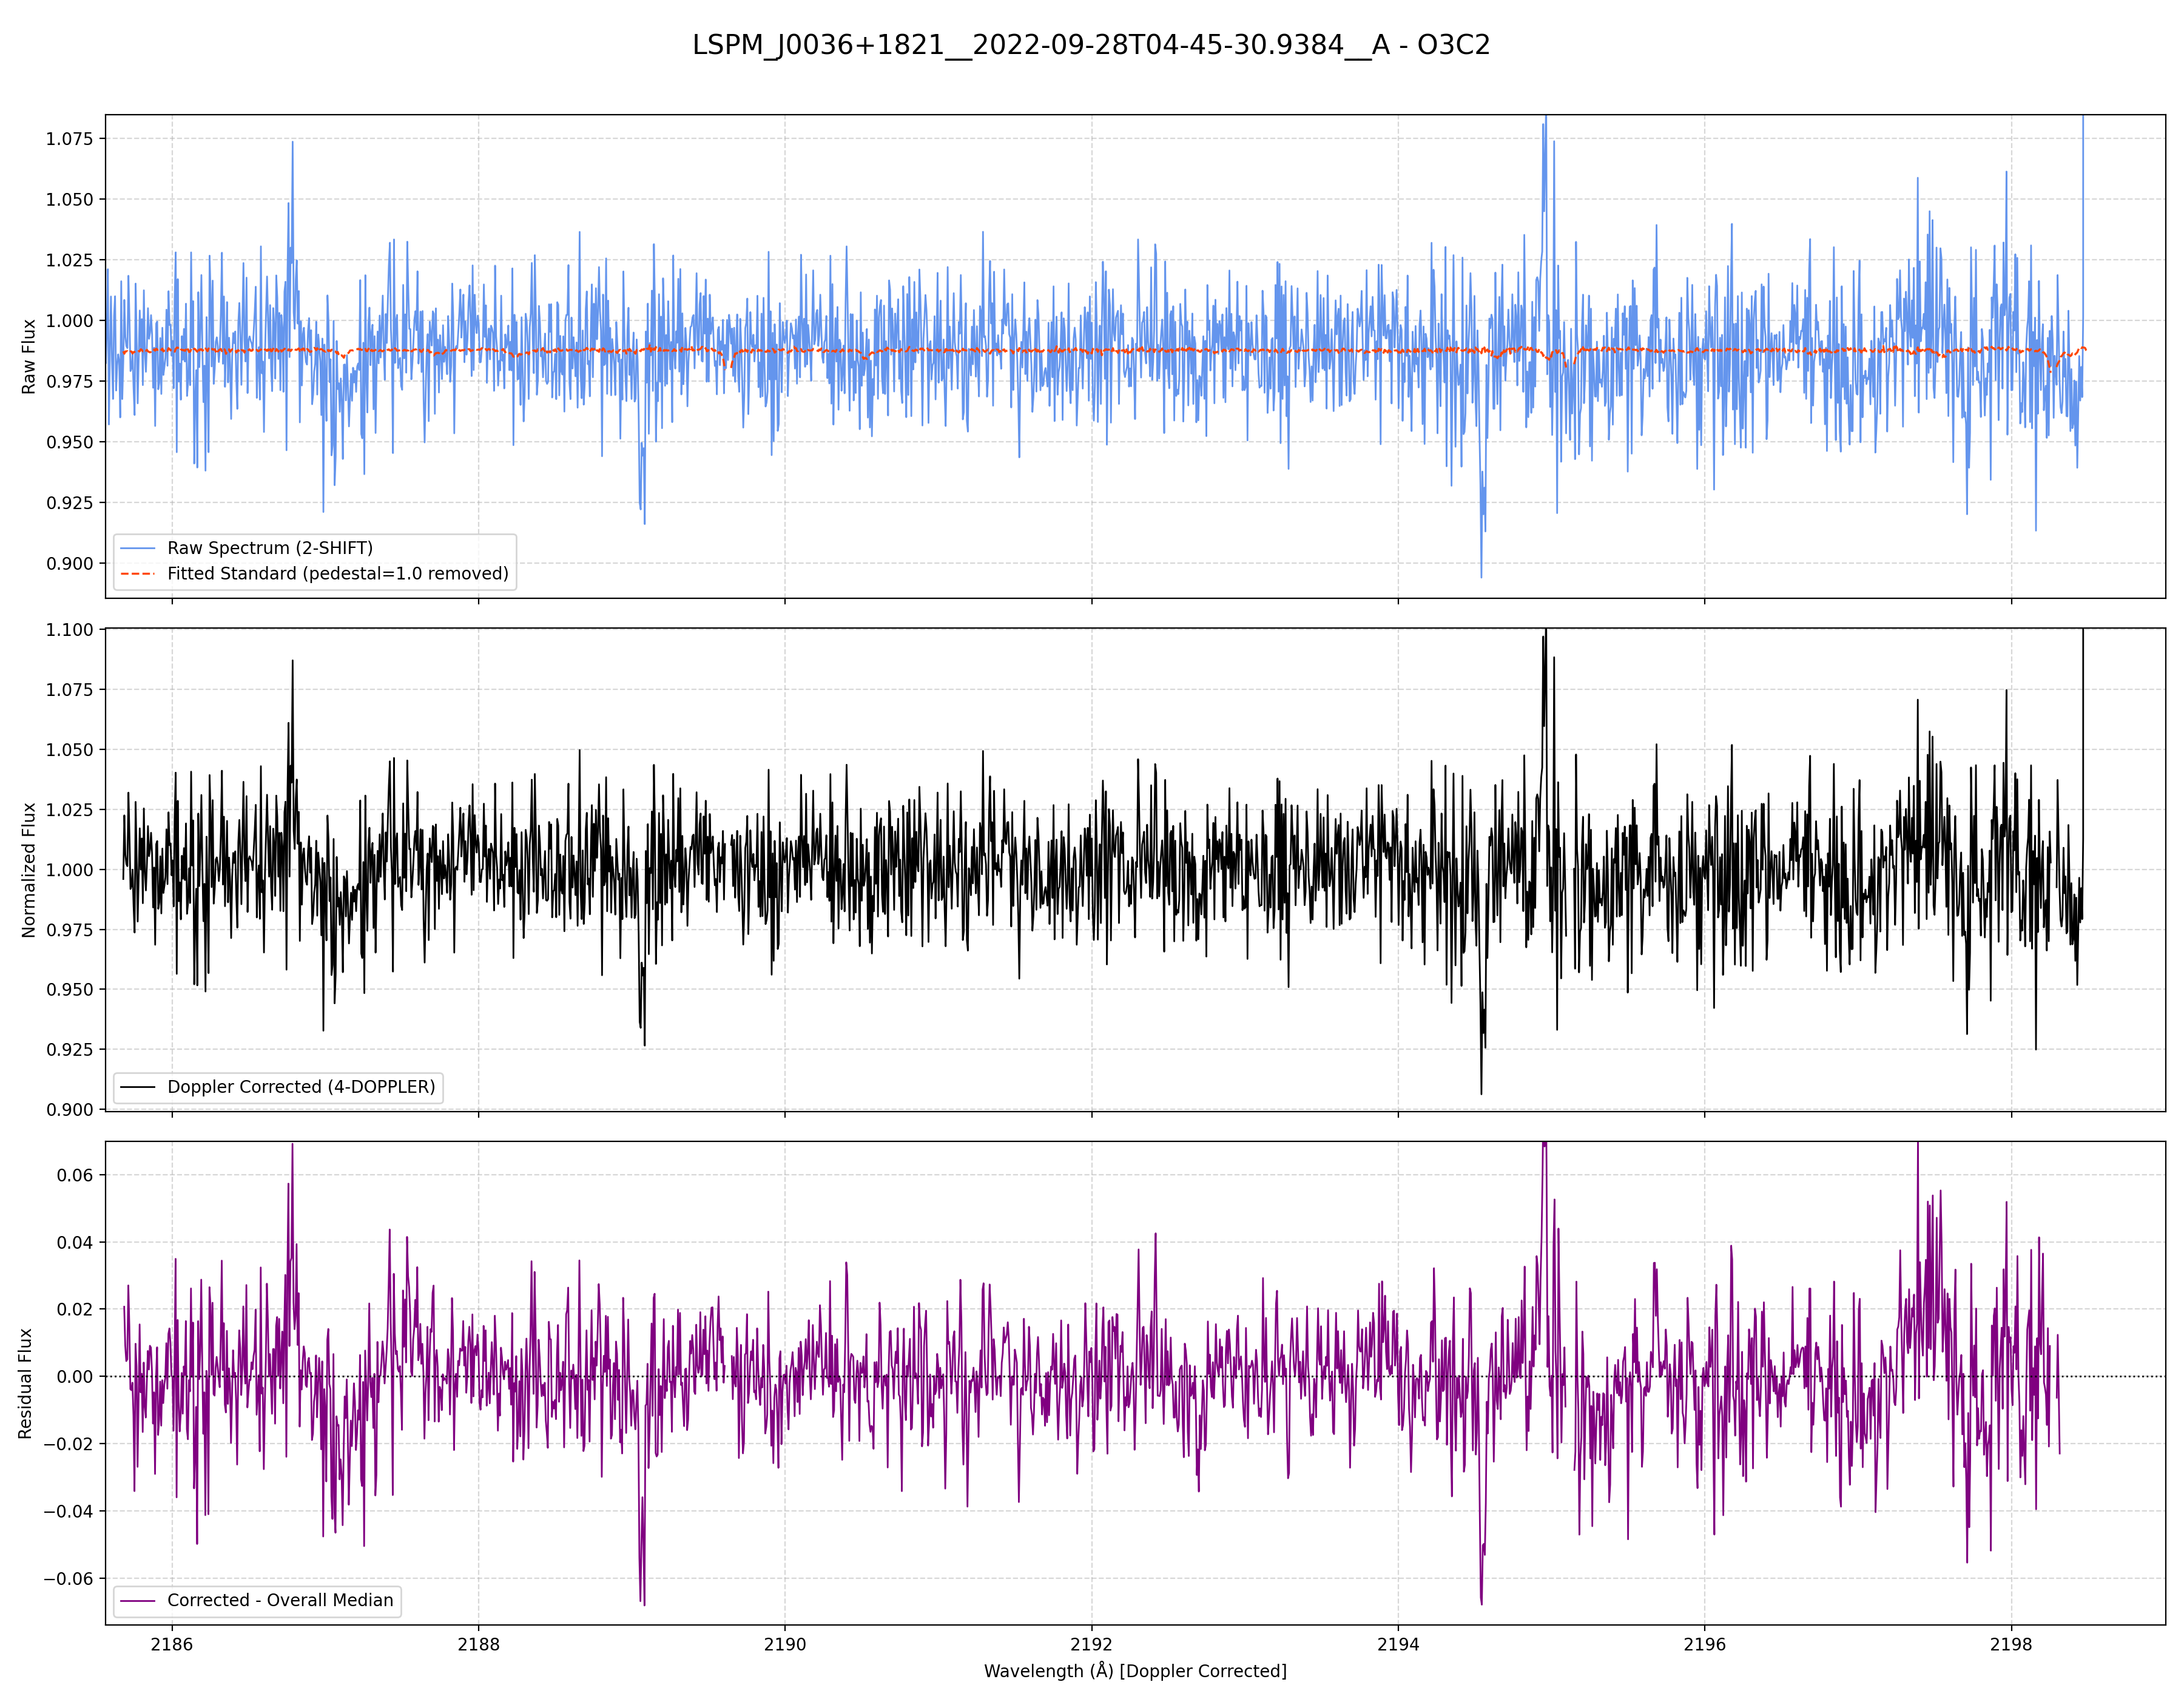 LSPM_J0036+1821__2022-09-28T04-45-30.9384__A - O3C2
1.075
1.050
1.025
1.000
0.975
0.950
0.925
0.900
Raw Flux
Raw Spectrum (2-SHIFT)
Fitted Standard (pedestal=1.0 removed)
1.100
1.075
1.050
1.025
1.000
0.975
0.950
0.925
0.900
Normalized Flux
Doppler Corrected (4-DOPPLER)
0.06
0.04
0.02
0.00
−0.02
−0.04
−0.06
Residual Flux
Corrected - Overall Median
2186 2188 2190 2192 2194 2196 2198
Wavelength (Å) [Doppler Corrected]